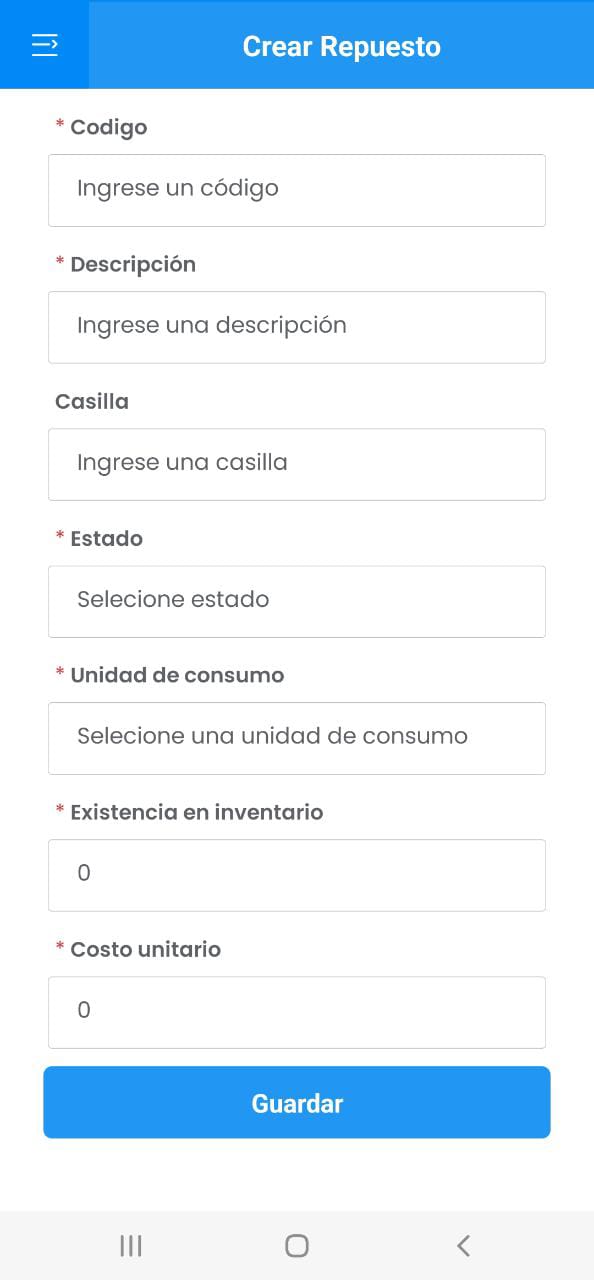 Crear Repuesto
* Codigo
Ingrese un código
* Descripción
Ingrese una descripción
Casilla
Ingrese una casilla
* Estado
Selecione estado
* Unidad de consumo
Selecione una unidad de consumo
* Existencia en inventario
0
* Costo unitario
0
Guardar